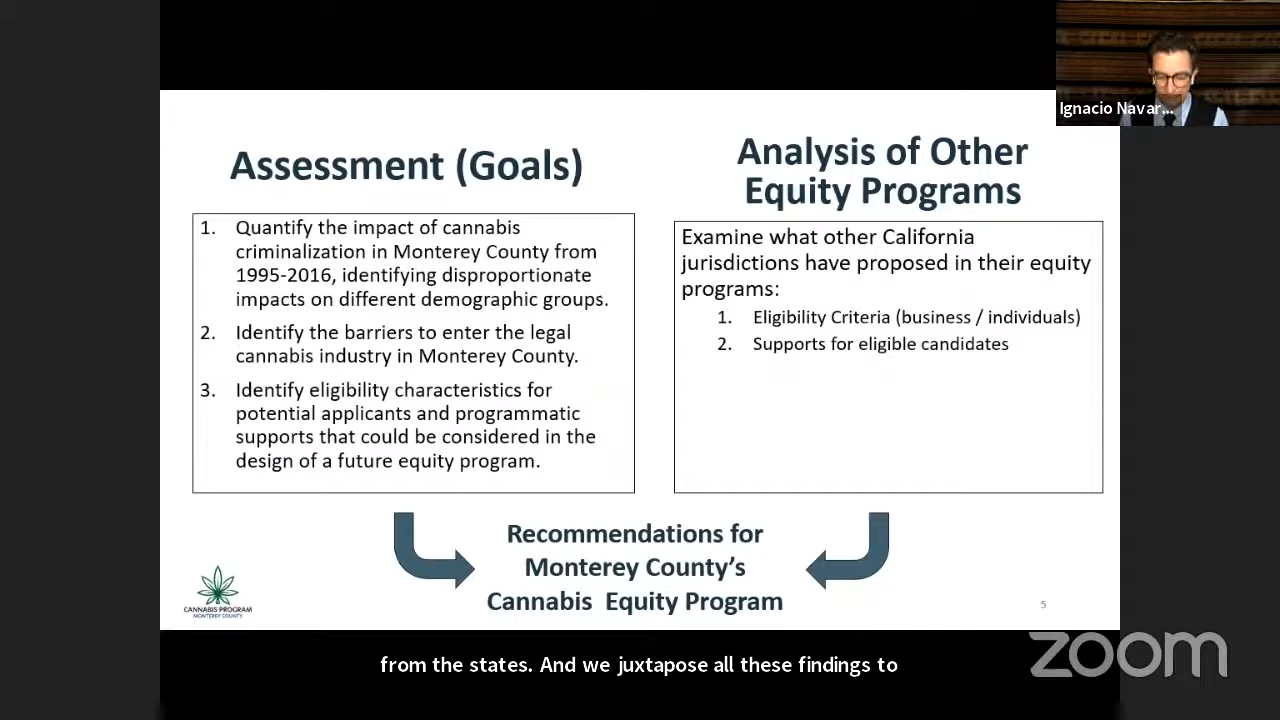 Ignacio Navar...
Assessment (Goals)
1. Quantify the impact of cannabis
criminalization in Monterey County from
1995-2016, identifying disproportionate
impacts on different demographic groups.
2. Identify the barriers to enter the legal
cannabis industry in Monterey County.
3. Identify eligibility characteristics for
potential applicants and programmatic
supports that could be considered in the
design of a future equity program.
Analysis of Other
Equity Programs
Examine what other California
jurisdictions have proposed in their equity
programs:
1. Eligibility Criteria (business / individuals)
2. Supports for eligible candidates
Recommendations for
Monterey County's
Cannabis Equity Program
CANNABIS PROGRAM
MONTEREY COUNTY
5
zoom
from the states. And we juxtapose all these findings to